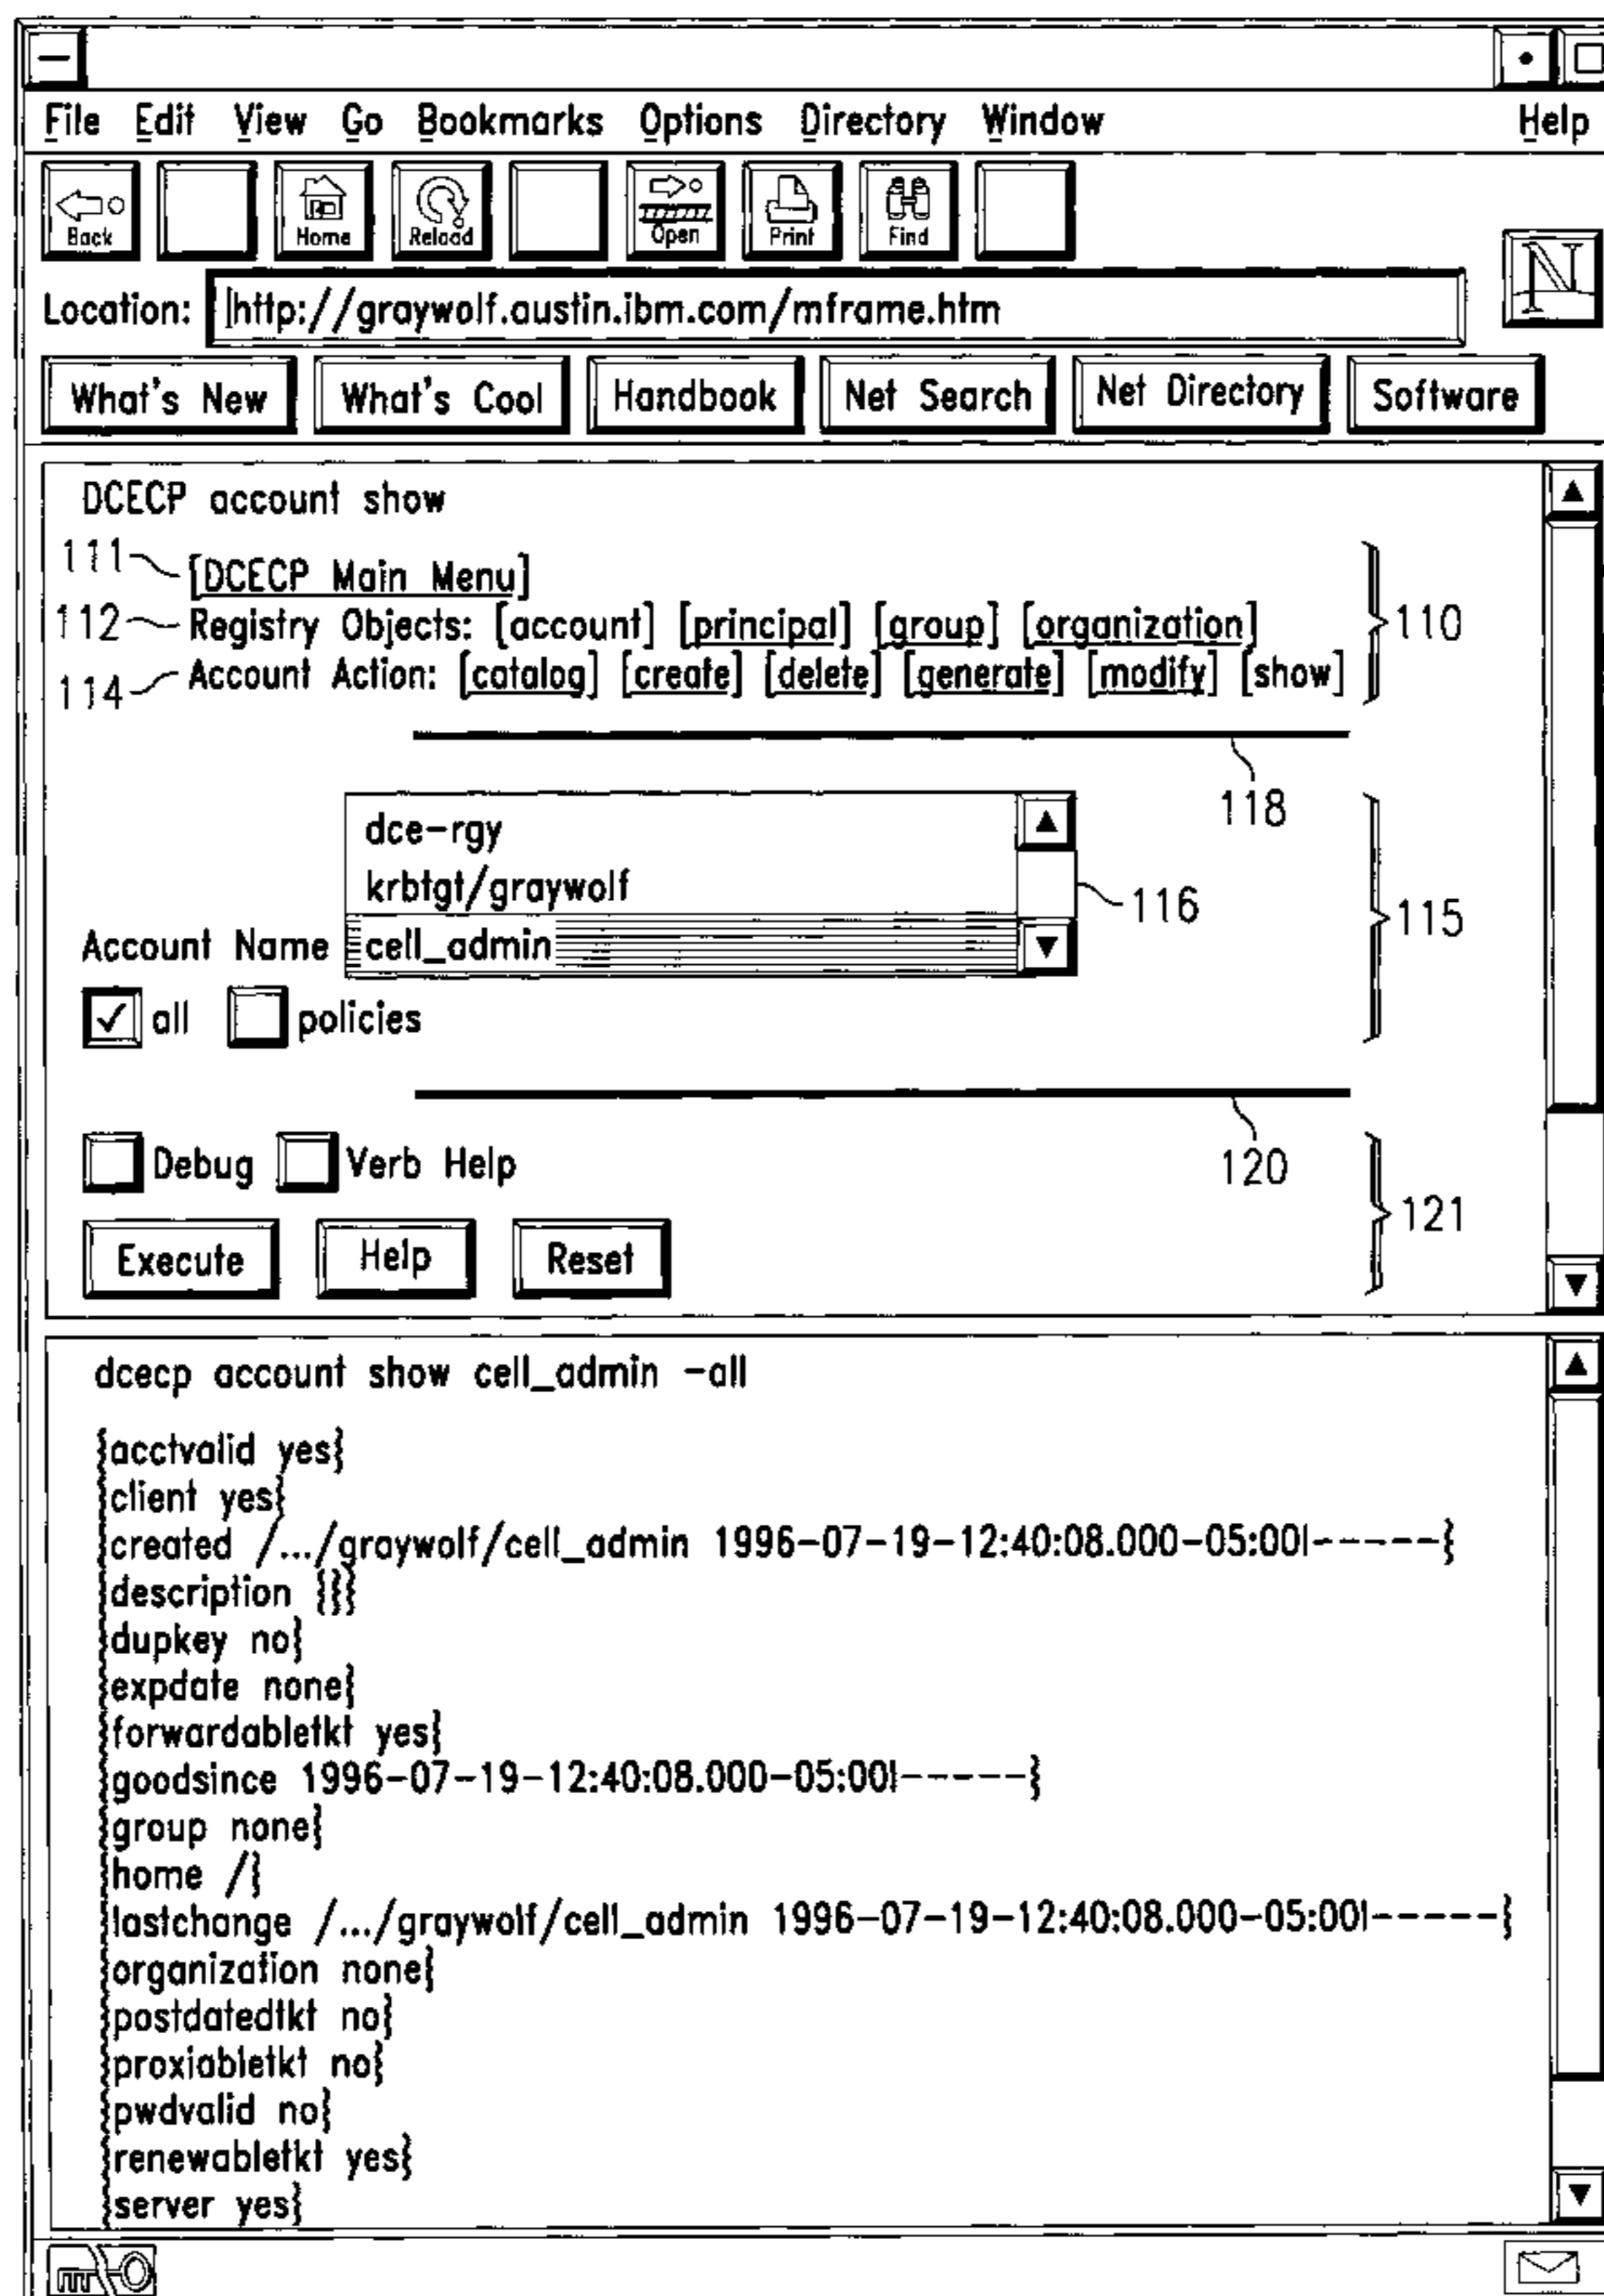 File Edit View Go Bookmarks Options Directory Window Help
Back Home Reload Open Print Find
N
Location: http://graywolf.austin.ibm.com/mframe.htm
What's New What's Cool Handbook Net Search Net Directory Software
DCECP account show
111 [DCECP Main Menu]
112 Registry Objects: [account] [principal] [group] [organization] 110
114 Account Action: [catalog] [create] [delete] [generate] [modify] [show]
118
dce-rgy
krbtgt/graywolf 116
Account Name cell_admin 115
all policies
120
Debug Verb Help
121
Execute Help Reset
dcecp account show cell_admin -all
{acctvalid yes{
{client yes{
{created /.../graywolf/cell_admin 1996-07-19-12:40:08.000-05:00I-----{
{description {}}
{dupkey no{
{expdate none{
{forwardabletkt yes{
{goodsince 1996-07-19-12:40:08.000-05:00I-----{
{group none{
{home /{
{lastchange /.../graywolf/cell_admin 1996-07-19-12:40:08.000-05:00I-----{
{organization none{
{postdatedtkt no{
{proxiabletkt no{
{pwdvalid no{
{renewabletkt yes{
{server yes{